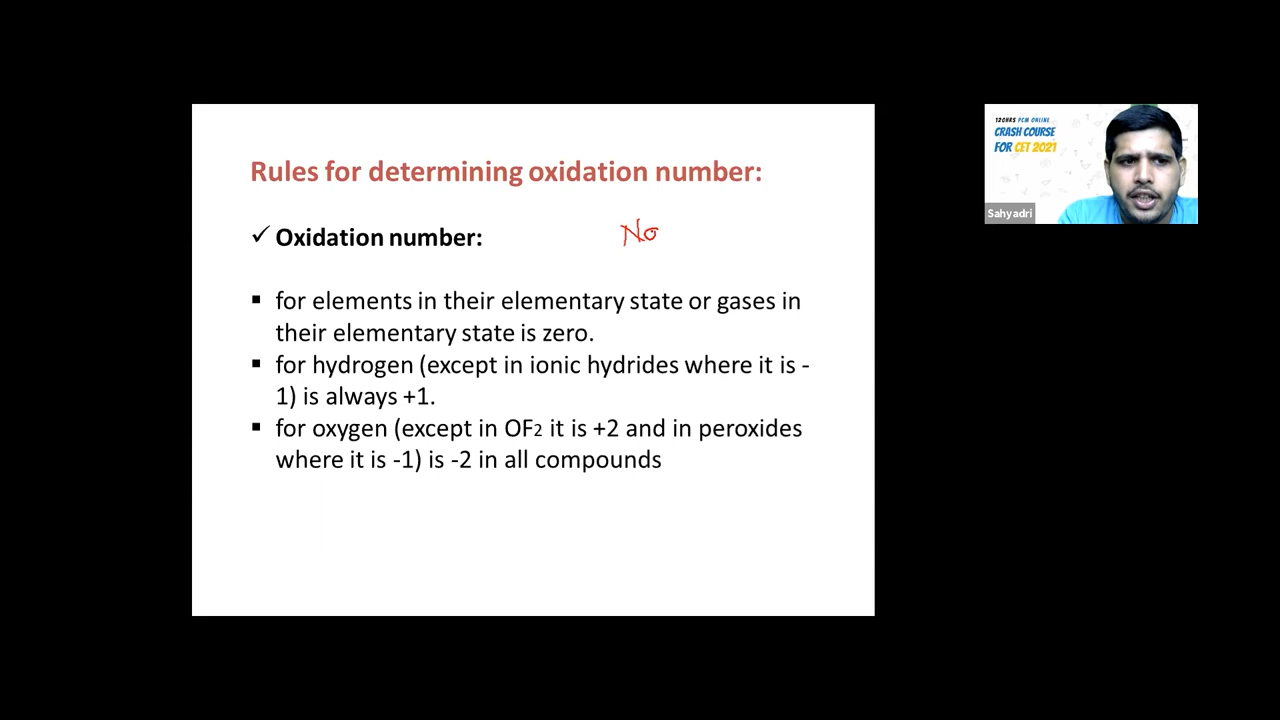 Rules for determining oxidation number:
✓ Oxidation number:
No
▪ for elements in their elementary state or gases in
their elementary state is zero.
▪ for hydrogen (except in ionic hydrides where it is -
1) is always +1.
▪ for oxygen (except in OF2 it is +2 and in peroxides
where it is -1) is -2 in all compounds
120HRS PCM ONLINE
CRASH COURSE
FOR CET 2021
Sahyadri